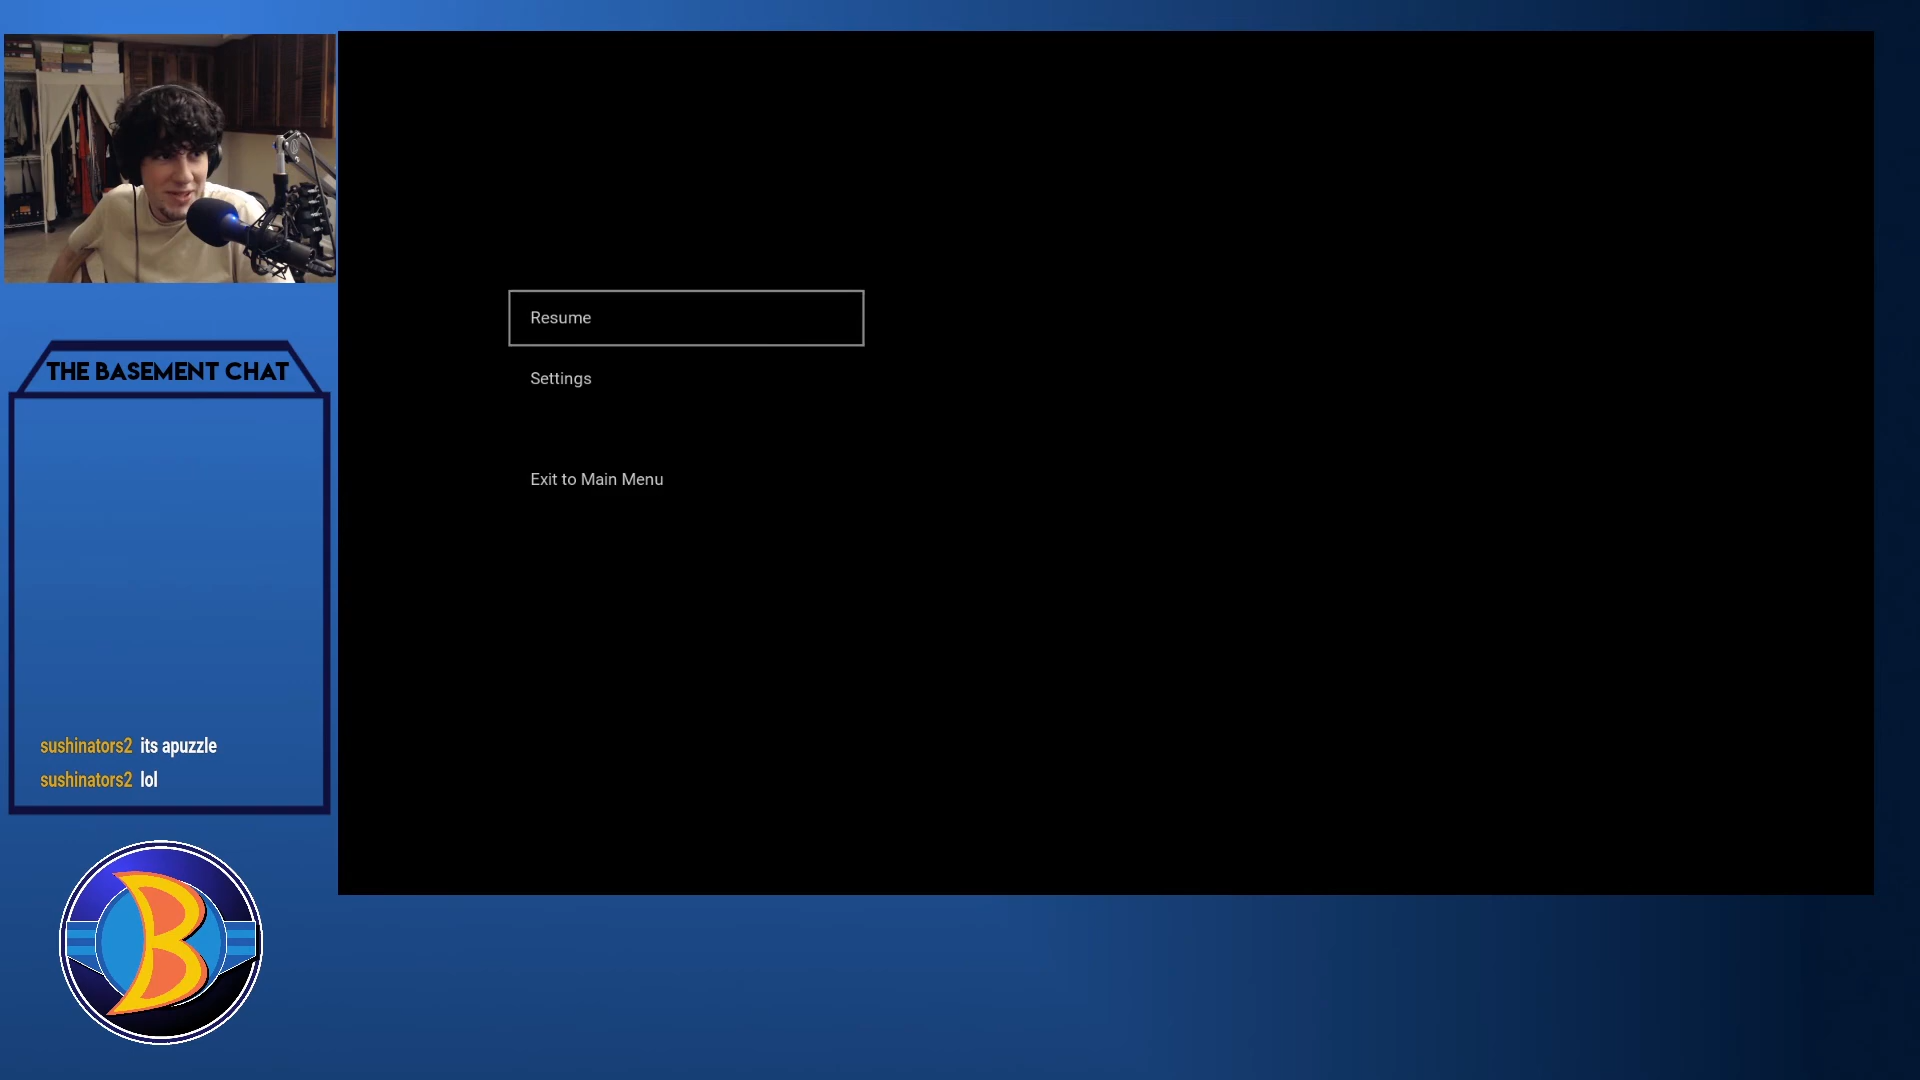 THE BASEMENT CHAT
sushinators2 its apuzzle
sushinators2 lol
B
Resume
Settings
Exit to Main Menu